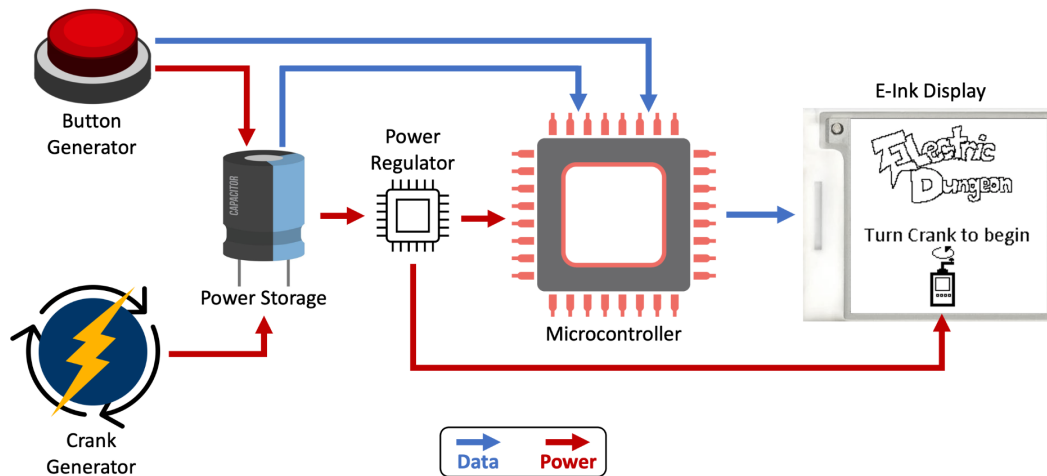 Button
Generator
CAPACITOR
Power Storage
Crank
Generator
Power
Regulator
Microcontroller
E-Ink Display
Electric
Dungeon
Turn Crank to begin
Data
Power